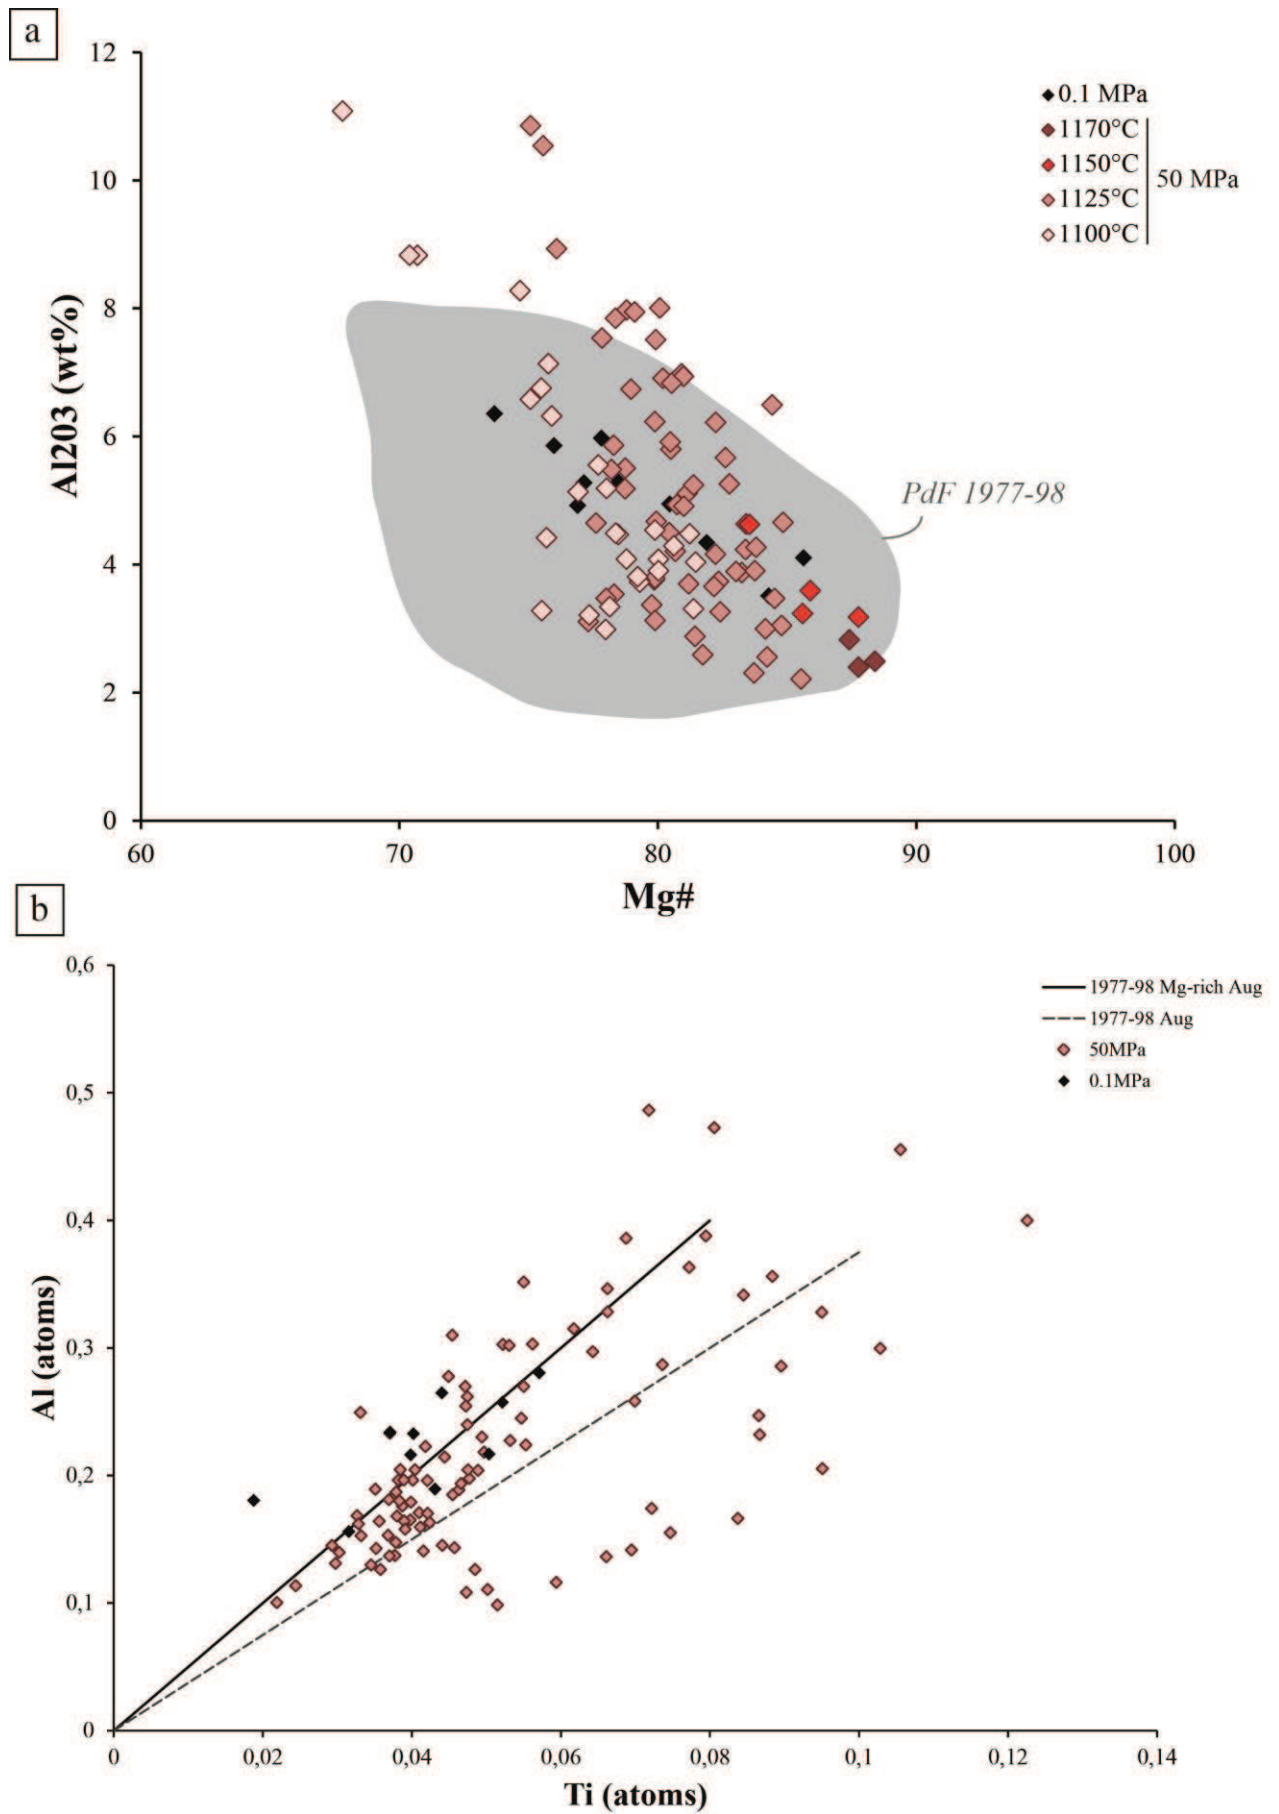 a
12
10
8
6
4
2
0
60 70 80 90 100
Al203 (wt%)
Mg#
0.1 MPa
1170°C
1150°C
1125°C
1100°C
50 MPa
PdF 1977-98
b
0,6
0,5
0,4
0,3
0,2
0,1
0
0 0,02 0,04 0,06 0,08 0,1 0,12 0,14
Al (atoms)
Ti (atoms)
1977-98 Mg-rich Aug
1977-98 Aug
50MPa
0.1MPa